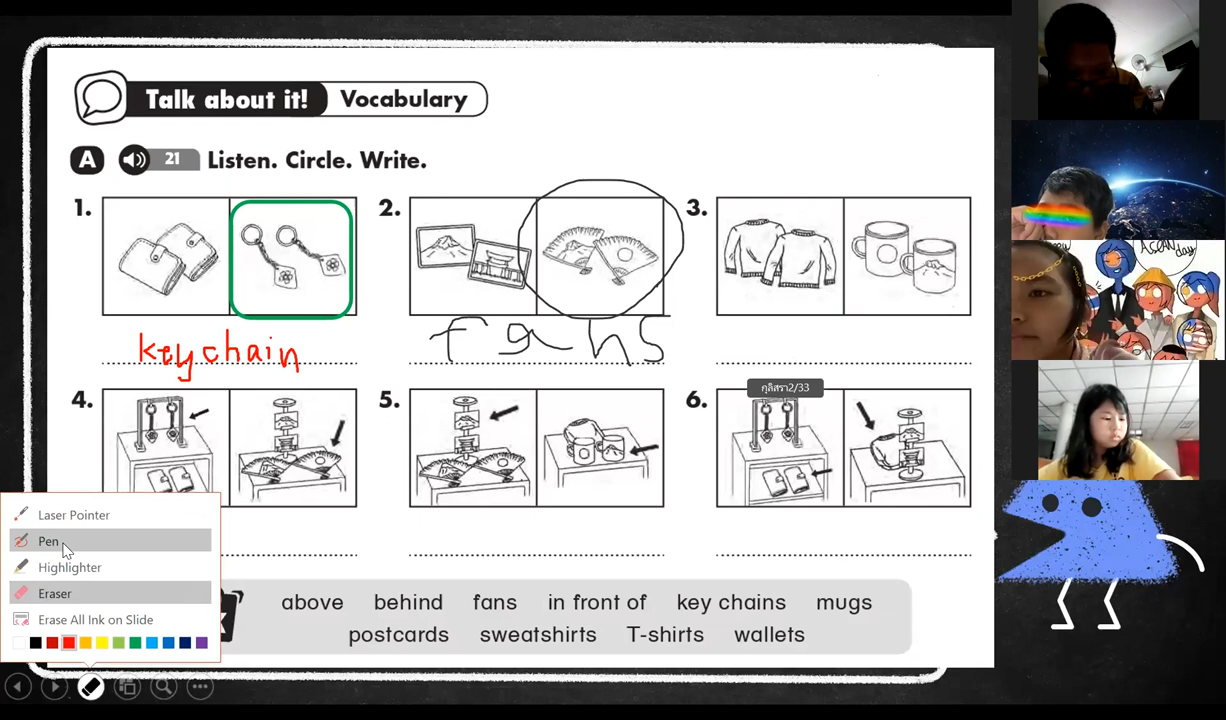 Talk about it! Vocabulary
A 21 Listen. Circle. Write.
1. 2. 3.
keychain fans
กุลิสรา2/33
4. 5. 6.
Laser Pointer
Pen
Highlighter
Eraser
Erase All Ink on Slide
above behind fans in front of key chains mugs
postcards sweatshirts T-shirts wallets
ASEAN
day